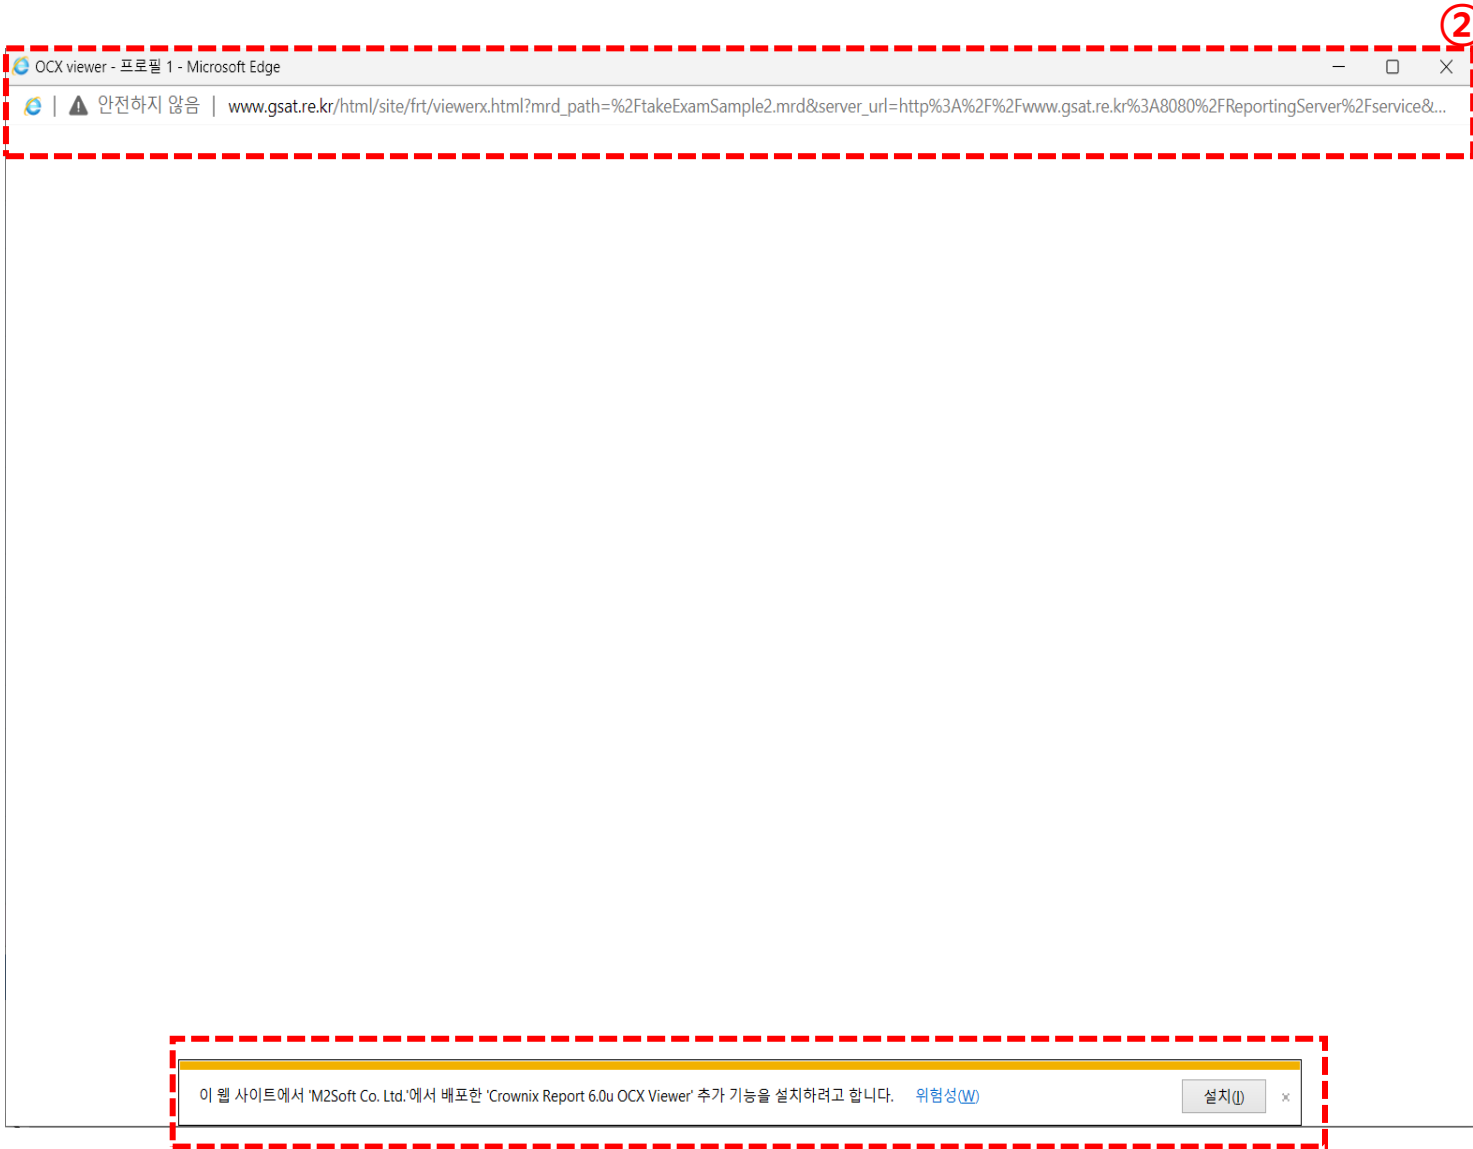 ②
OCX viewer - 프로필 1 - Microsoft Edge
안전하지 않음 | www.gsat.re.kr/html/site/frt/viewerx.html?mrd_path=%2FtakeExamSample2.mrd&server_url=http%3A%2F%2Fwww.gsat.re.kr%3A8080%2FReportingServer%2Fservice&...
이 웹 사이트에서 'M2Soft Co. Ltd.'에서 배포한 'Crownix Report 6.0u OCX Viewer' 추가 기능을 설치하려고 합니다. 위험성(W) 설치(I) ×